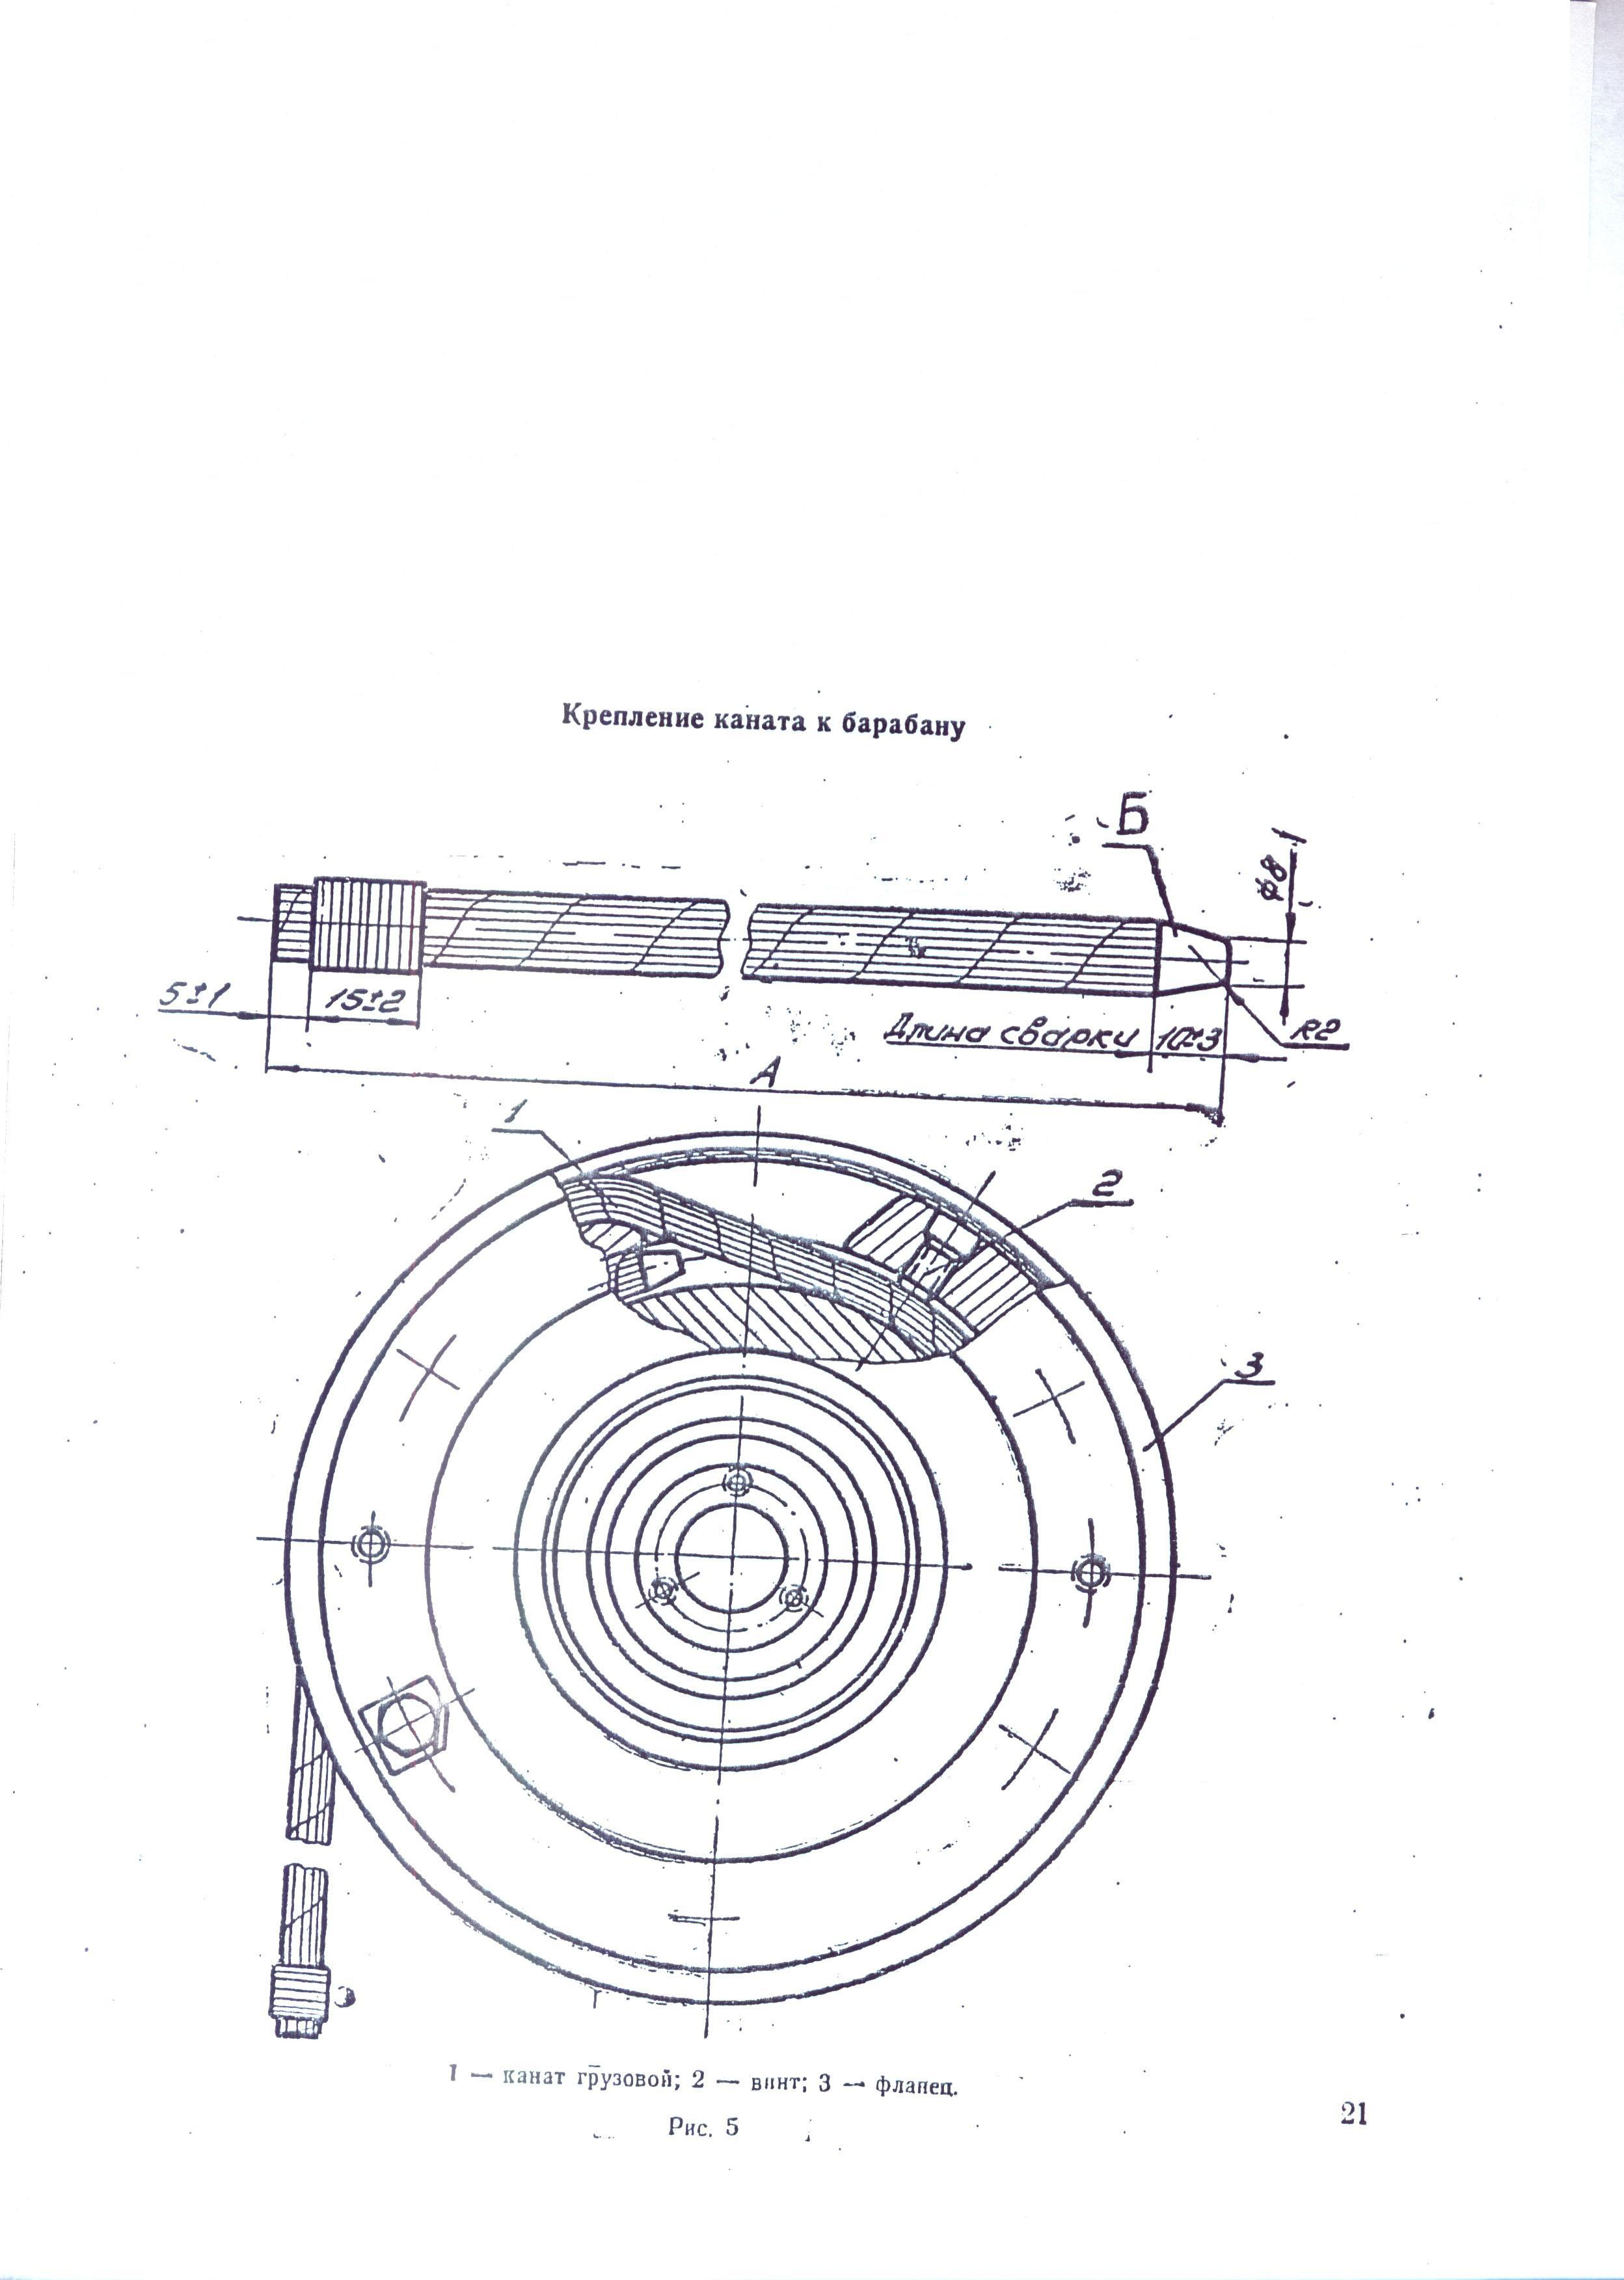 Крепление каната к барабану
Б
⌀8
5±1
15±2
Длина сварки 10±3
R2
А
1
2
3
1 — канат грузовой; 2 — винт; 3 — фланец.
Рис. 5
21